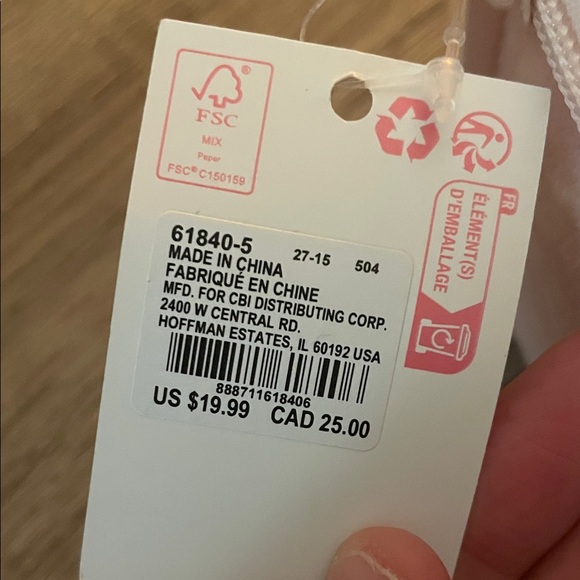 FSC®
MIX
Paper
FSC® C150159
FR
ÉLÉMENT(S)
D'EMBALLAGE
61840-5 27-15 504
MADE IN CHINA
FABRIQUÉ EN CHINE
MFD. FOR CBI DISTRIBUTING CORP.
2400 W CENTRAL RD.
HOFFMAN ESTATES, IL 60192 USA
888711618406
US $19.99 CAD 25.00